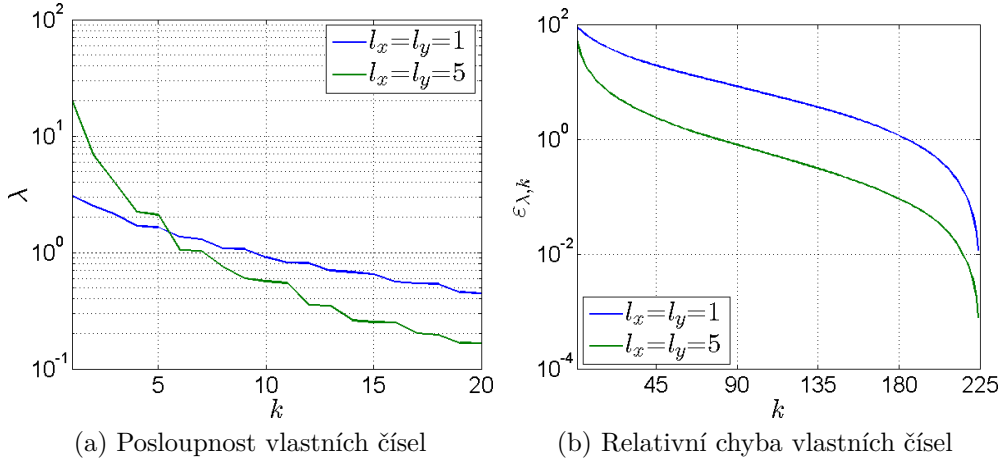 10^2
10^1
10^0
10^-1
λ
5 10 15 20
k
l_x=l_y=1
l_x=l_y=5
(a) Posloupnost vlastních čísel
10^2
10^0
10^-2
10^-4
ε_λ,k
45 90 135 180 225
k
l_x=l_y=1
l_x=l_y=5
(b) Relativní chyba vlastních čísel